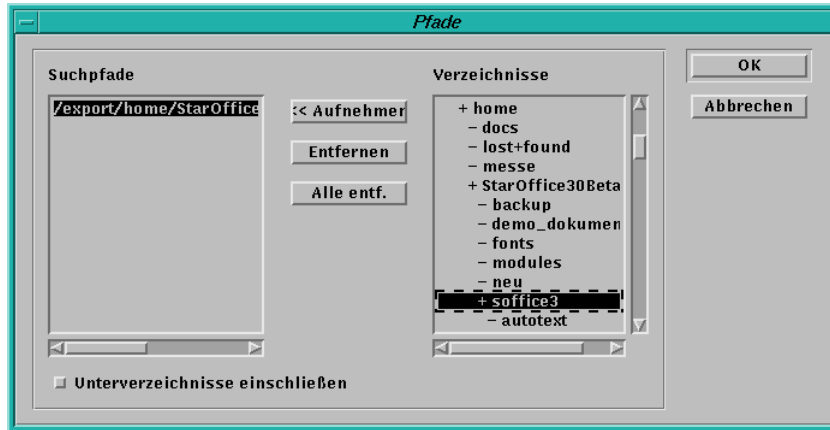 Pfade
Suchpfade
/export/home/StarOffice
<< Aufnehmer
Entfernen
Alle entf.
Verzeichnisse
+ home
– docs
– lost+found
– messe
+ StarOffice30Beta
– backup
– demo_dokumen
– fonts
– modules
– neu
+ soffice3
– autotext
OK
Abbrechen
Unterverzeichnisse einschließen